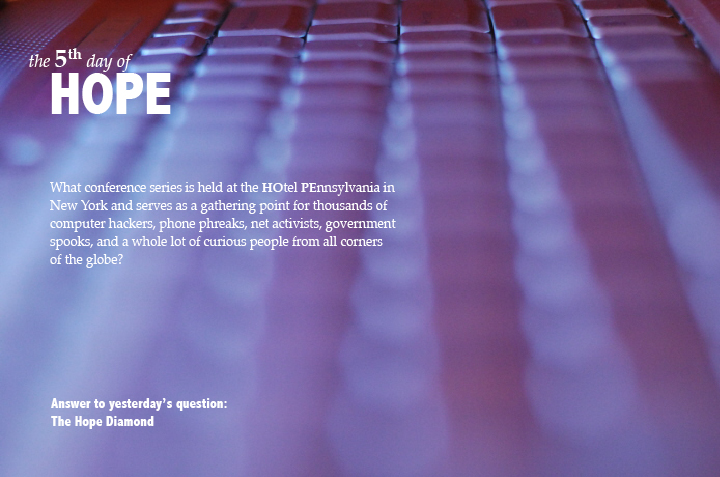 the 5th day of
HOPE
What conference series is held at the HOtel PEnnsylvania in
New York and serves as a gathering point for thousands of
computer hackers, phone phreaks, net activists, government
spooks, and a whole lot of curious people from all corners
of the globe?
Answer to yesterday's question:
The Hope Diamond